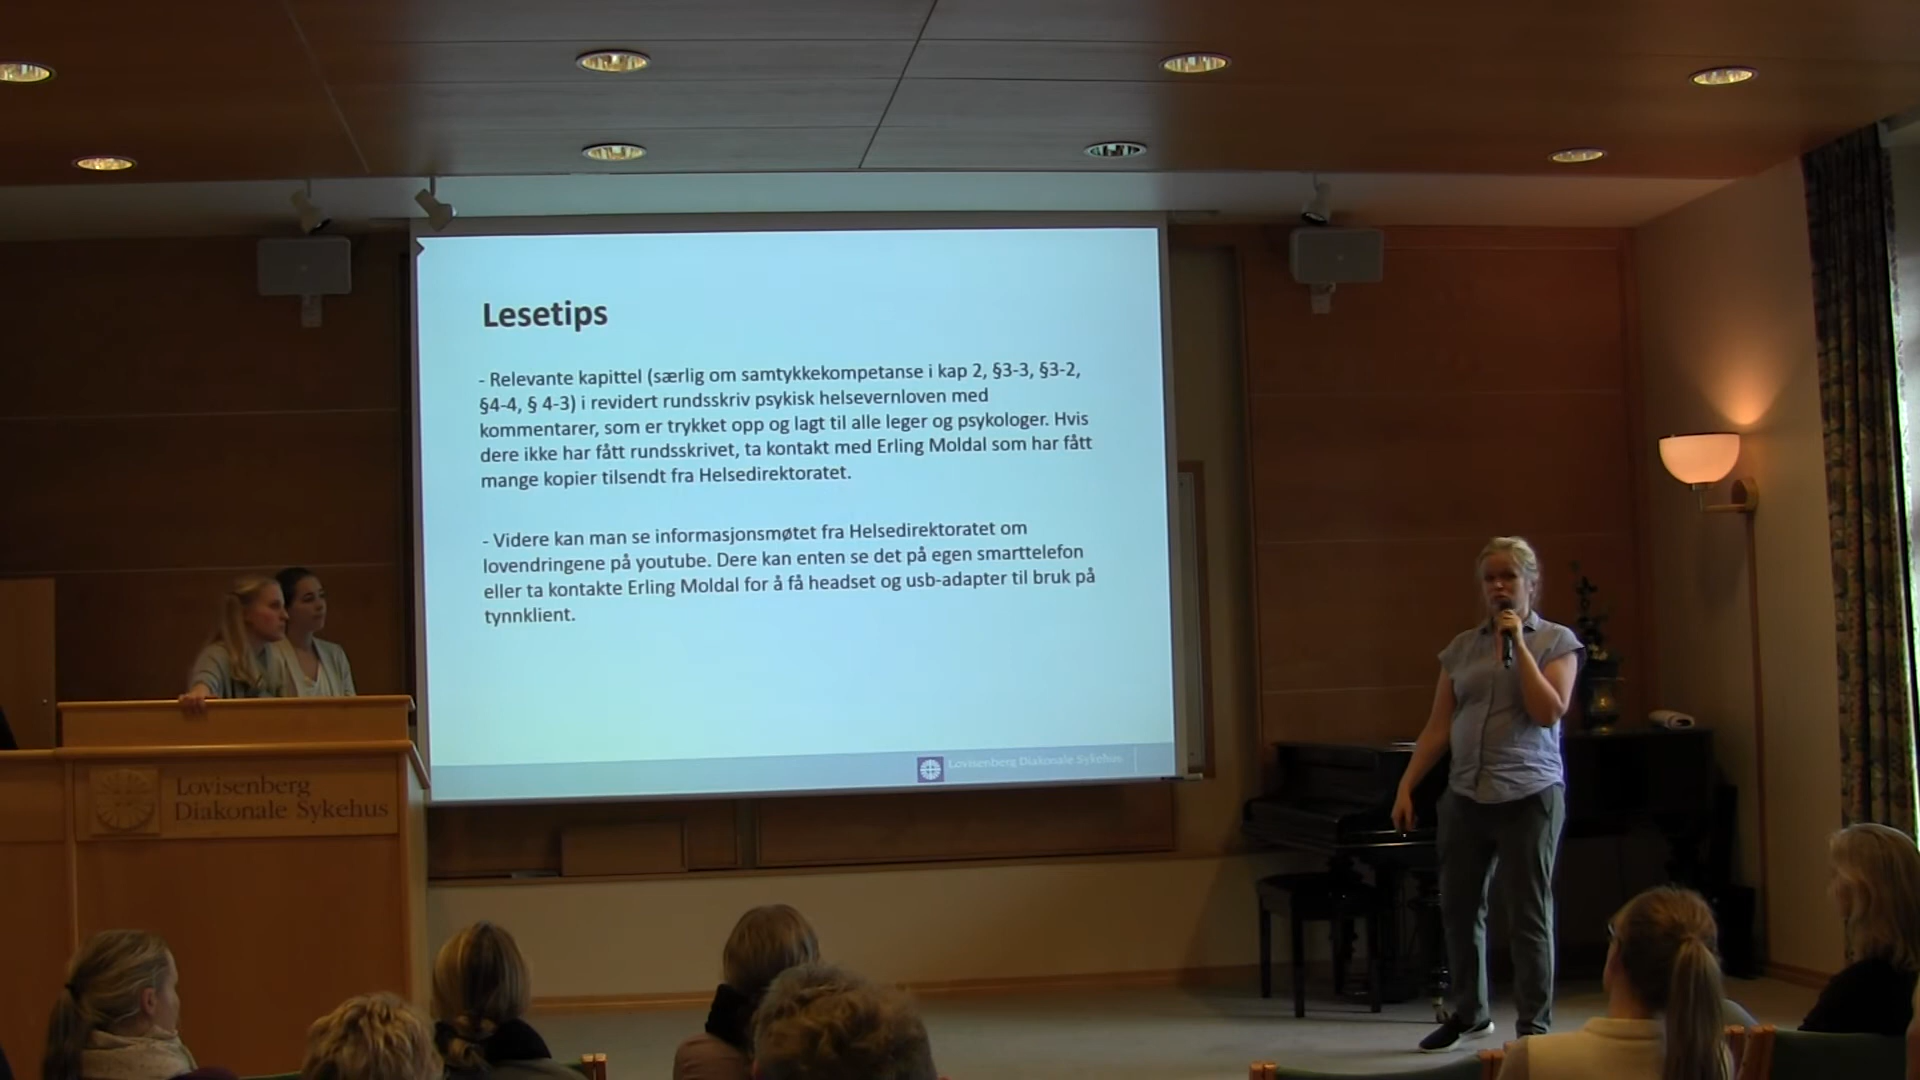 Lesetips
- Relevante kapittel (særlig om samtykkekompetanse i kap 2, §3-3, §3-2,
§4-4, § 4-3) i revidert rundsskriv psykisk helsevernloven med
kommentarer, som er trykket opp og lagt til alle leger og psykologer. Hvis
dere ikke har fått rundsskrivet, ta kontakt med Erling Moldal som har fått
mange kopier tilsendt fra Helsedirektoratet.
- Videre kan man se informasjonsmøtet fra Helsedirektoratet om
lovendringene på youtube. Dere kan enten se det på egen smarttelefon
eller ta kontakte Erling Moldal for å få headset og usb-adapter til bruk på
tynnklient.
Lovisenberg Diakonale Sykehus
Lovisenberg
Diakonale Sykehus